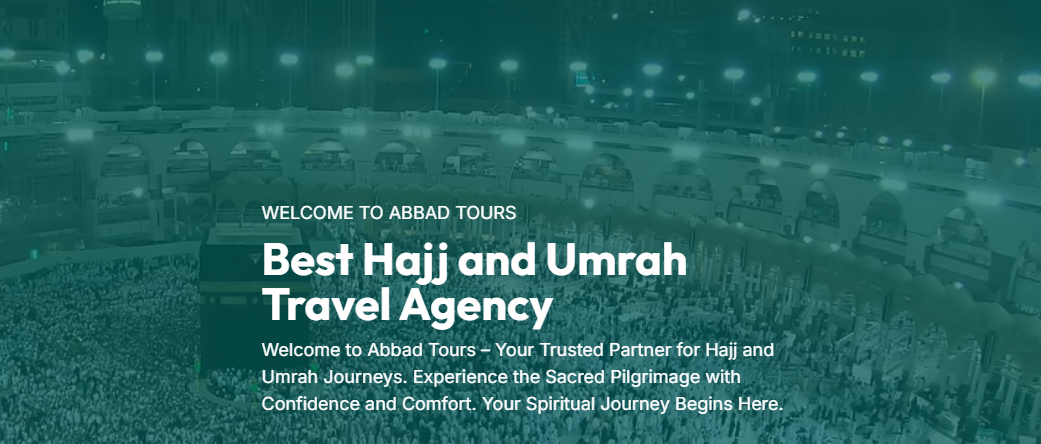 WELCOME TO ABBAD TOURS
Best Hajj and Umrah
Travel Agency
Welcome to Abbad Tours – Your Trusted Partner for Hajj and
Umrah Journeys. Experience the Sacred Pilgrimage with
Confidence and Comfort. Your Spiritual Journey Begins Here.